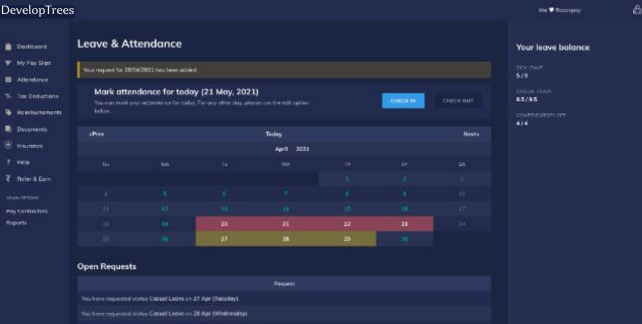 DevelopTrees
We ♥ Razorpay
Dashboard
My Pay Slips
Attendance
Tax Deductions
Reimbursements
Documents
Insurance
Help
Refer & Earn
Pay Contractors
Reports
Leave & Attendance
Your request for 28/04/2021 has been added.
Mark attendance for today (21 May, 2021)
You can mark your attendance for today. For any other day, please use the edit option
below.
CHECK IN
CHECK OUT
<Prev Today Next>
April 2021
Su Mo Tu We Th Fr Sa
1 2 3
4 5 6 7 8 9 10
11 12 13 14 15 16 17
18 19 20 21 22 23 24
25 26 27 28 29 30
Open Requests
Request
You have requested status Casual Leave on 27 Apr (Tuesday).
You have requested status Casual Leave on 28 Apr (Wednesday).
Your leave balance
SICK LEAVE
5 / 9
CASUAL LEAVE
8.5 / 9.5
COMPENSATORY OFF
4 / 4